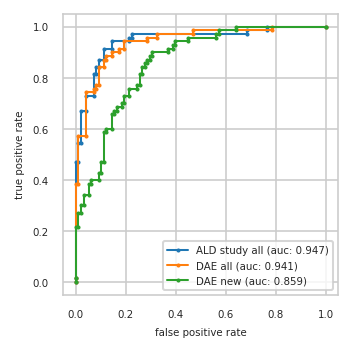 1.0
0.8
0.6
0.4
0.2
0.0
true positive rate
ALD study all (auc: 0.947)
DAE all (auc: 0.941)
DAE new (auc: 0.859)
0.0 0.2 0.4 0.6 0.8 1.0
false positive rate